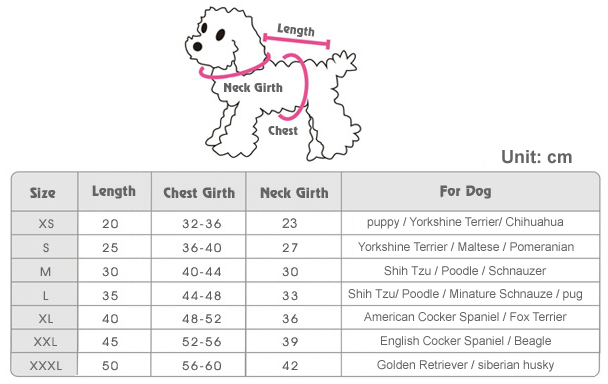 Length
Neck Girth
Chest
Unit: cm
Size Length Chest Girth Neck Girth For Dog
XS 20 32-36 23 puppy / Yorkshine Terrier/ Chihuahua
S 25 36-40 27 Yorkshine Terrier / Maltese / Pomeranian
M 30 40-44 30 Shih Tzu / Poodle / Schnauzer
L 35 44-48 33 Shih Tzu/ Poodle / Minature Schnauze / pug
XL 40 48-52 36 American Cocker Spaniel / Fox Terrier
XXL 45 52-56 39 English Cocker Spaniel / Beagle
XXXL 50 56-60 42 Golden Retriever / siberian husky